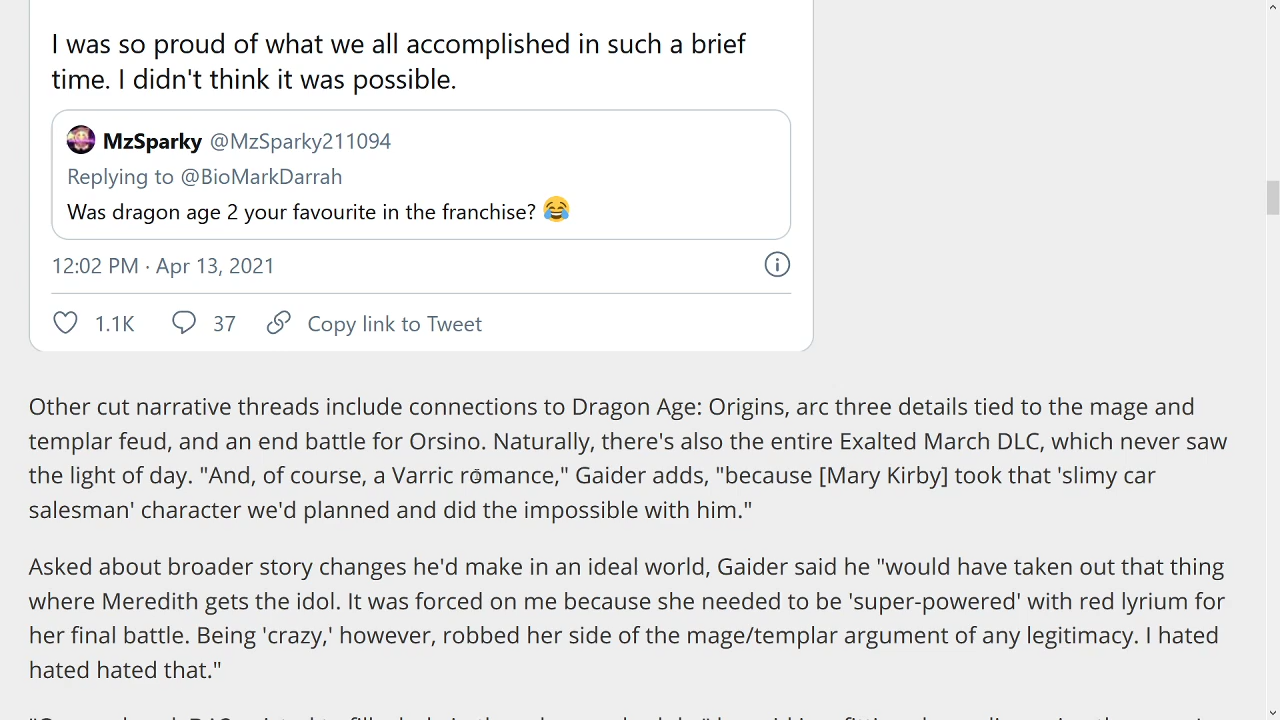 I was so proud of what we all accomplished in such a brief
time. I didn't think it was possible.
MzSparky @MzSparky211094
Replying to @BioMarkDarrah
Was dragon age 2 your favourite in the franchise? 😂
12:02 PM · Apr 13, 2021
1.1K 37 Copy link to Tweet
Other cut narrative threads include connections to Dragon Age: Origins, arc three details tied to the mage and
templar feud, and an end battle for Orsino. Naturally, there's also the entire Exalted March DLC, which never saw
the light of day. "And, of course, a Varric romance," Gaider adds, "because [Mary Kirby] took that 'slimy car
salesman' character we'd planned and did the impossible with him."
Asked about broader story changes he'd make in an ideal world, Gaider said he "would have taken out that thing
where Meredith gets the idol. It was forced on me because she needed to be 'super-powered' with red lyrium for
her final battle. Being 'crazy,' however, robbed her side of the mage/templar argument of any legitimacy. I hated
hated hated that."